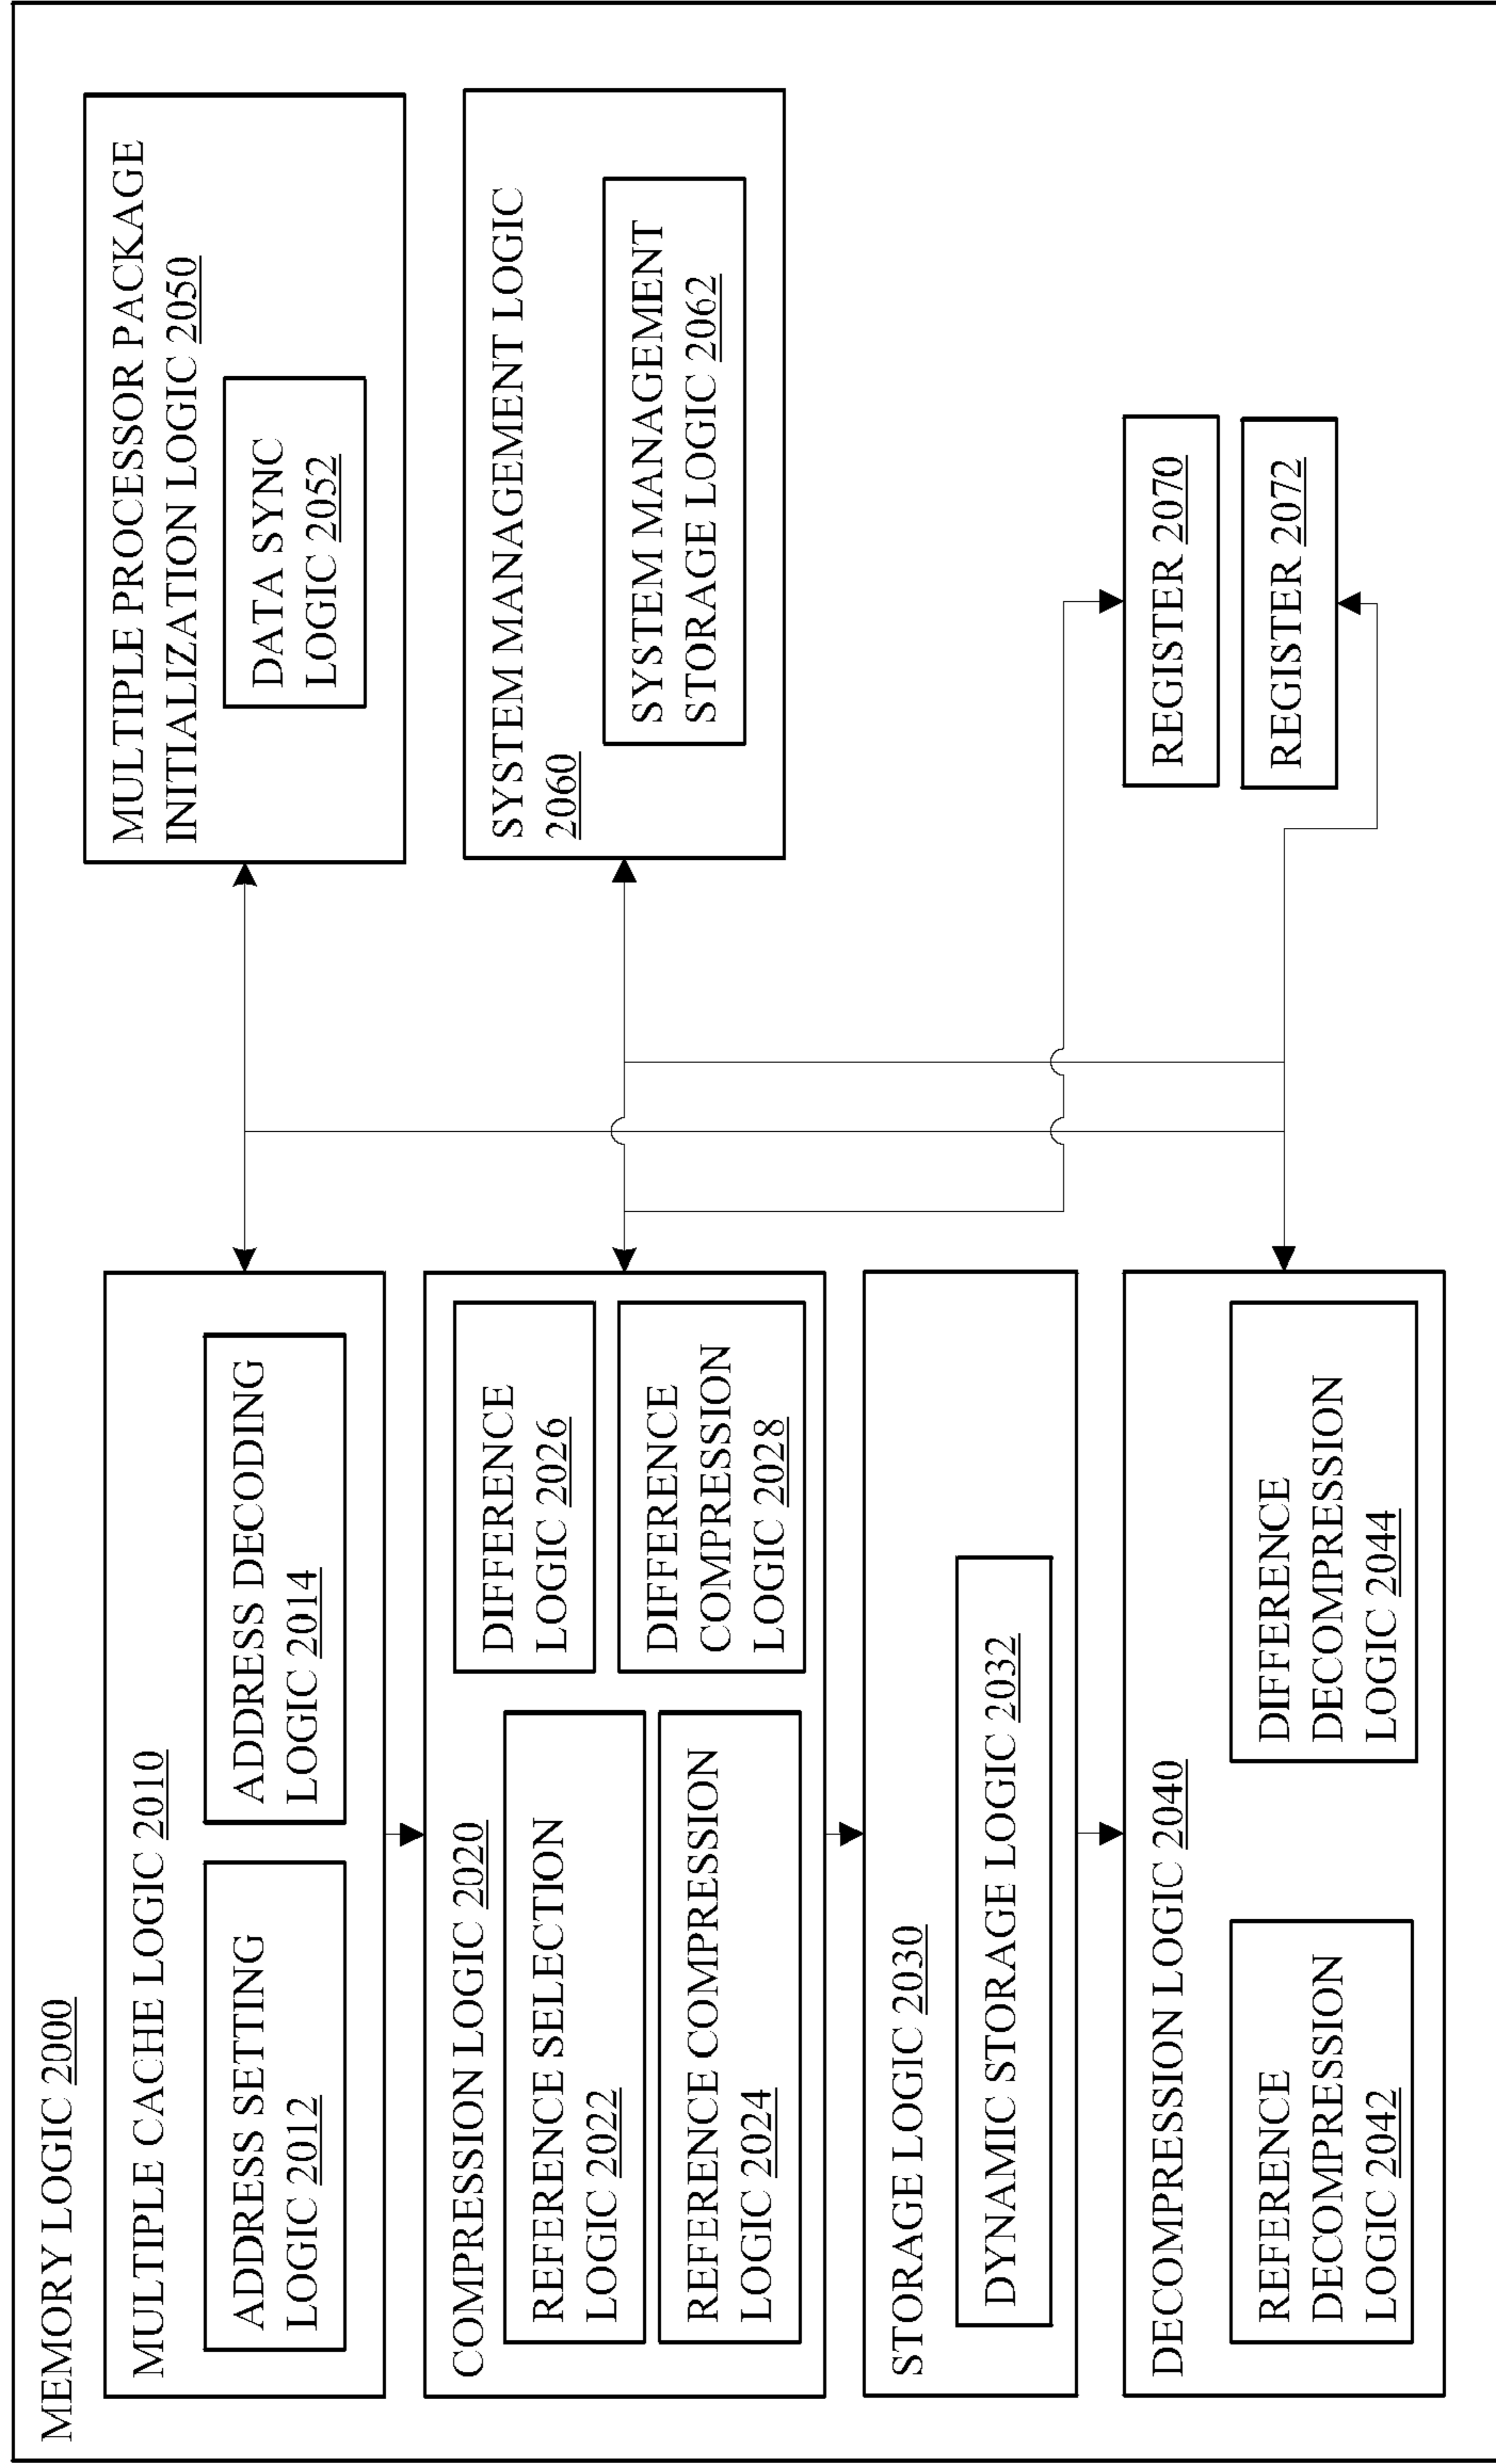 MEMORY LOGIC 2000
MULTIPLE CACHE LOGIC 2010
ADDRESS SETTING
LOGIC 2012
ADDRESS DECODING
LOGIC 2014
COMPRESSION LOGIC 2020
REFERENCE SELECTION
LOGIC 2022
REFERENCE COMPRESSION
LOGIC 2024
DIFFERENCE
LOGIC 2026
DIFFERENCE
COMPRESSION
LOGIC 2028
STORAGE LOGIC 2030
DYNAMIC STORAGE LOGIC 2032
DECOMPRESSION LOGIC 2040
REFERENCE
DECOMPRESSION
LOGIC 2042
DIFFERENCE
DECOMPRESSION
LOGIC 2044
MULTIPLE PROCESSOR PACKAGE
INITIALIZATION LOGIC 2050
DATA SYNC
LOGIC 2052
SYSTEM MANAGEMENT LOGIC
2060
SYSTEM MANAGEMENT
STORAGE LOGIC 2062
REGISTER 2070
REGISTER 2072